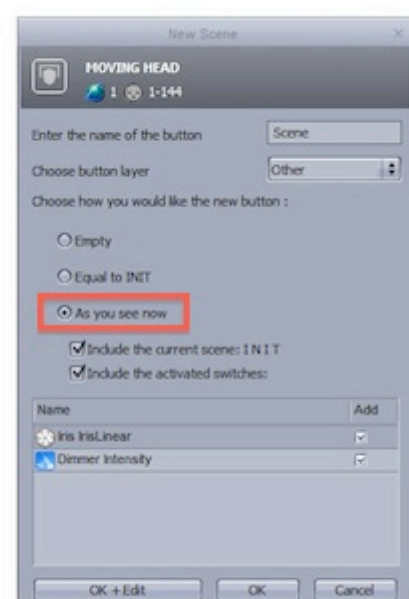 New Scene
MOVING HEAD
1 1-144
Enter the name of the button Scene
Choose button layer Other
Choose how you would like the new button :
Empty
Equal to INIT
As you see now
Include the current scene: I N I T
Include the activated switches:
Name Add
Iris IrisLinear
Dimmer Intensity
OK + Edit OK Cancel